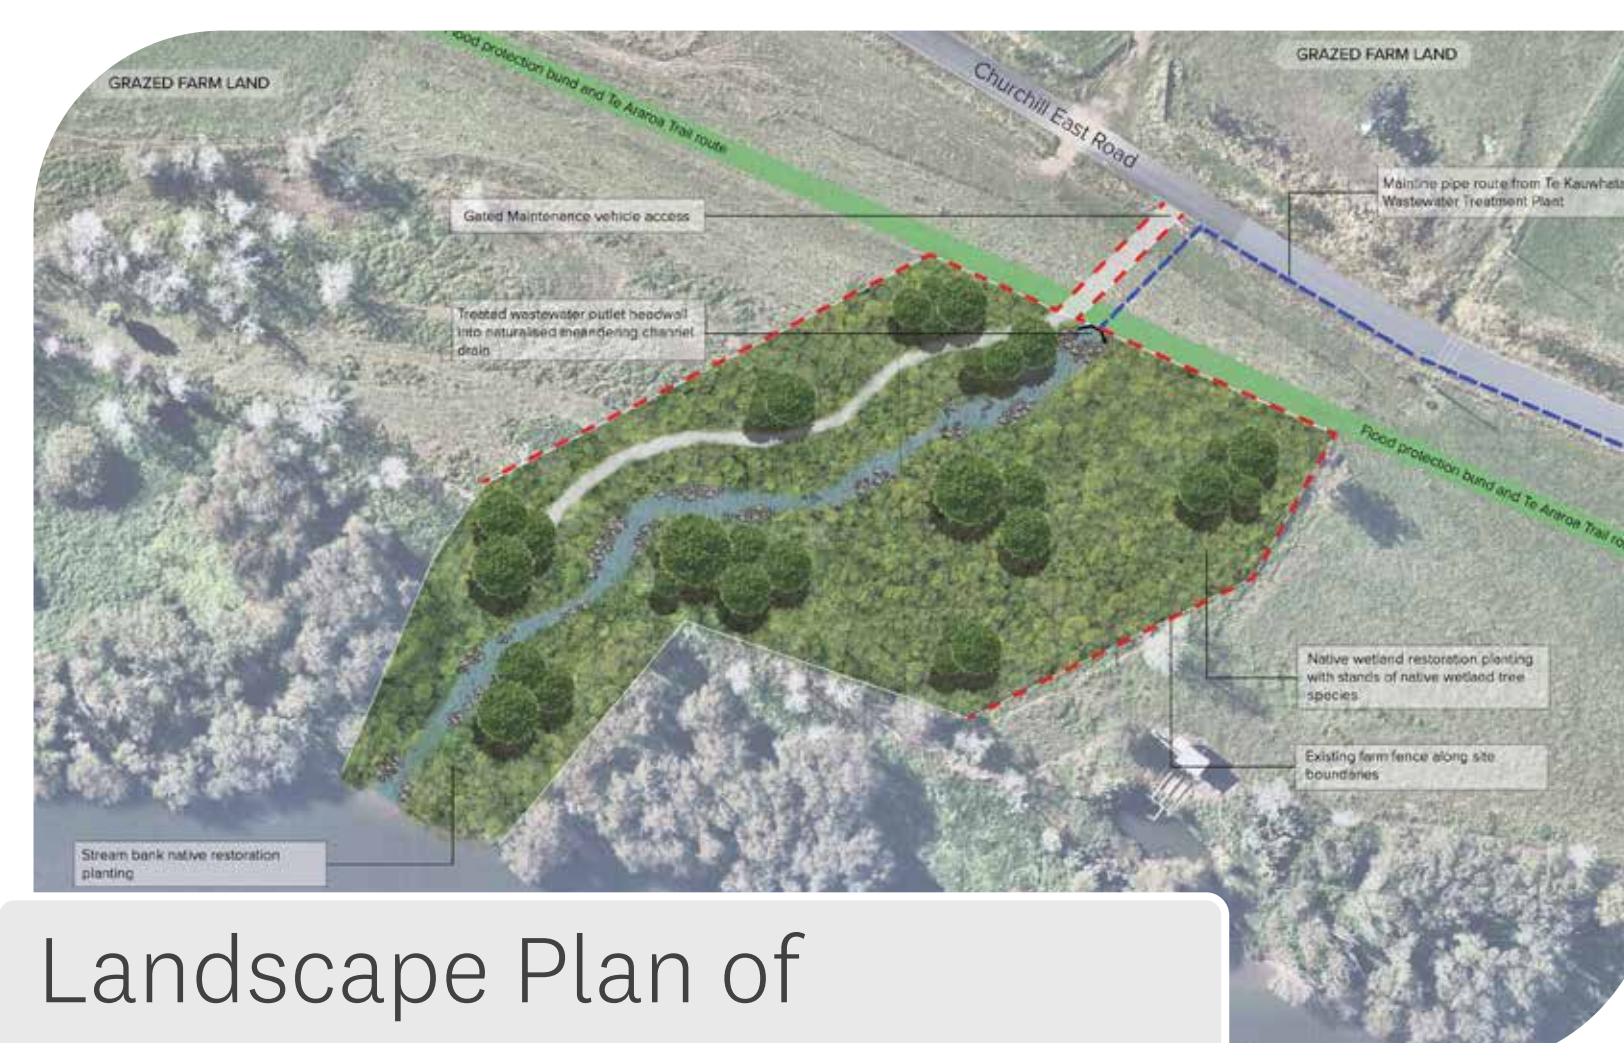 GRAZED FARM LAND
GRAZED FARM LAND
Flood protection bund and Te Araroa Trail route
Churchill East Road
Mainline pipe route from Te Kauwhata
Wastewater Treatment Plant
Gated Maintenance vehicle access
Treated wastewater outlet headwall
into naturalised meandering channel
drain
Flood protection bund and Te Araroa Trail ro
Native wetland restoration planting
with stands of native wetland tree
species
Existing farm fence along site
boundaries
Stream bank native restoration
planting
Landscape Plan of